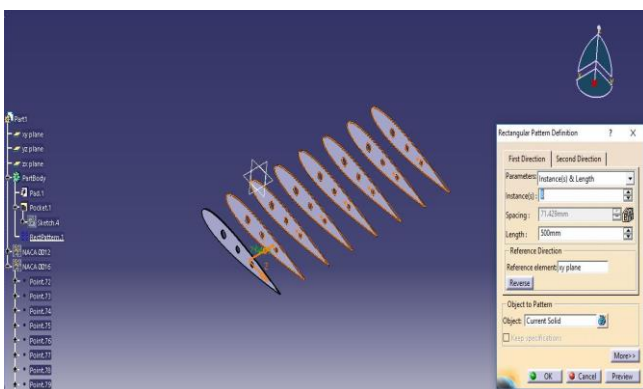 Part1
xy plane
yz plane
zx plane
PartBody
Pad.1
Pocket.1
Sketch.4
RectPattern.1
NACA 0012
NACA 0016
Point.72
Point.73
Point.74
Point.75
Point.76
Point.77
Point.78
Point.79
Rectangular Pattern Definition ? X
First Direction Second Direction
Parameters: Instance(s) & Length
Instance(s) :
Spacing : 71.429mm
Length : 500mm
Reference Direction
Reference element: xy plane
Reverse
Object to Pattern
Object: Current Solid
Keep specifications
More>>
OK Cancel Preview